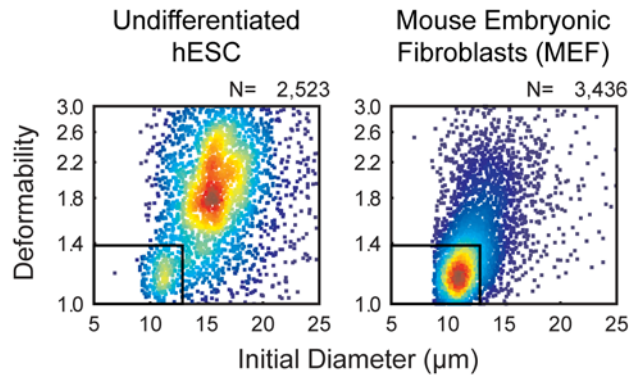 Undifferentiated
hESC
Mouse Embryonic
Fibroblasts (MEF)
N= 2,523
N= 3,436
Deformability
3.0
2.6
2.2
1.8
1.4
1.0
3.0
2.6
2.2
1.8
1.4
1.0
5 10 15 20 25
5 10 15 20 25
Initial Diameter (µm)